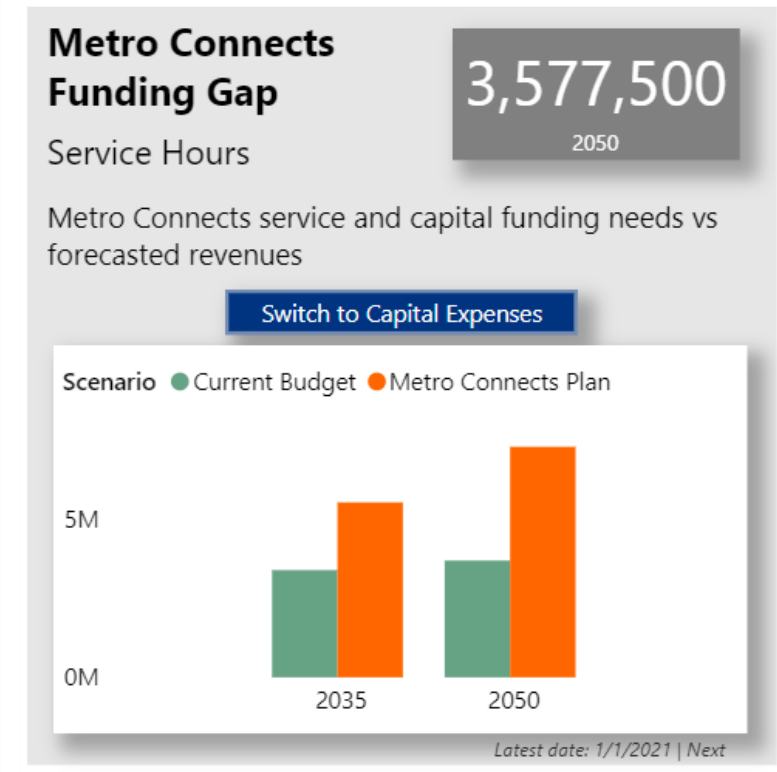 Metro Connects
Funding Gap
3,577,500
2050
Service Hours
Metro Connects service and capital funding needs vs
forecasted revenues
Switch to Capital Expenses
Scenario Current Budget Metro Connects Plan
5M
0M
2035 2050
Latest date: 1/1/2021 | Next